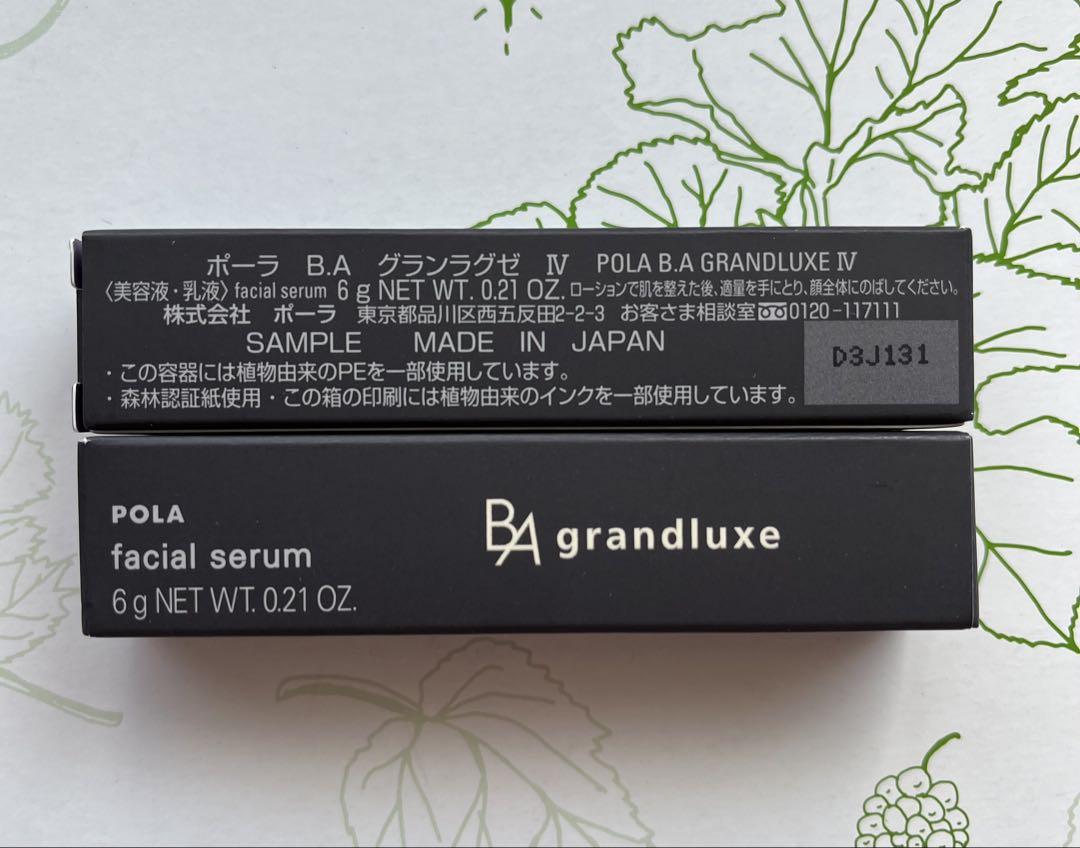 ポーラ B.A グランラグゼ Ⅳ POLA B.A GRANDLUXE Ⅳ
〈美容液・乳液〉facial serum 6 g NET WT. 0.21 OZ. ローションで肌を整えた後、適量を手にとり、顔全体にのばしてください。
株式会社 ポーラ 東京都品川区西五反田2-2-3 お客さま相談室 0120-117111
SAMPLE MADE IN JAPAN
・この容器には植物由来のPEを一部使用しています。
・森林認証紙使用・この箱の印刷には植物由来のインクを一部使用しています。
D3J131
POLA
facial serum
6 g NET WT. 0.21 OZ.
BA grandluxe